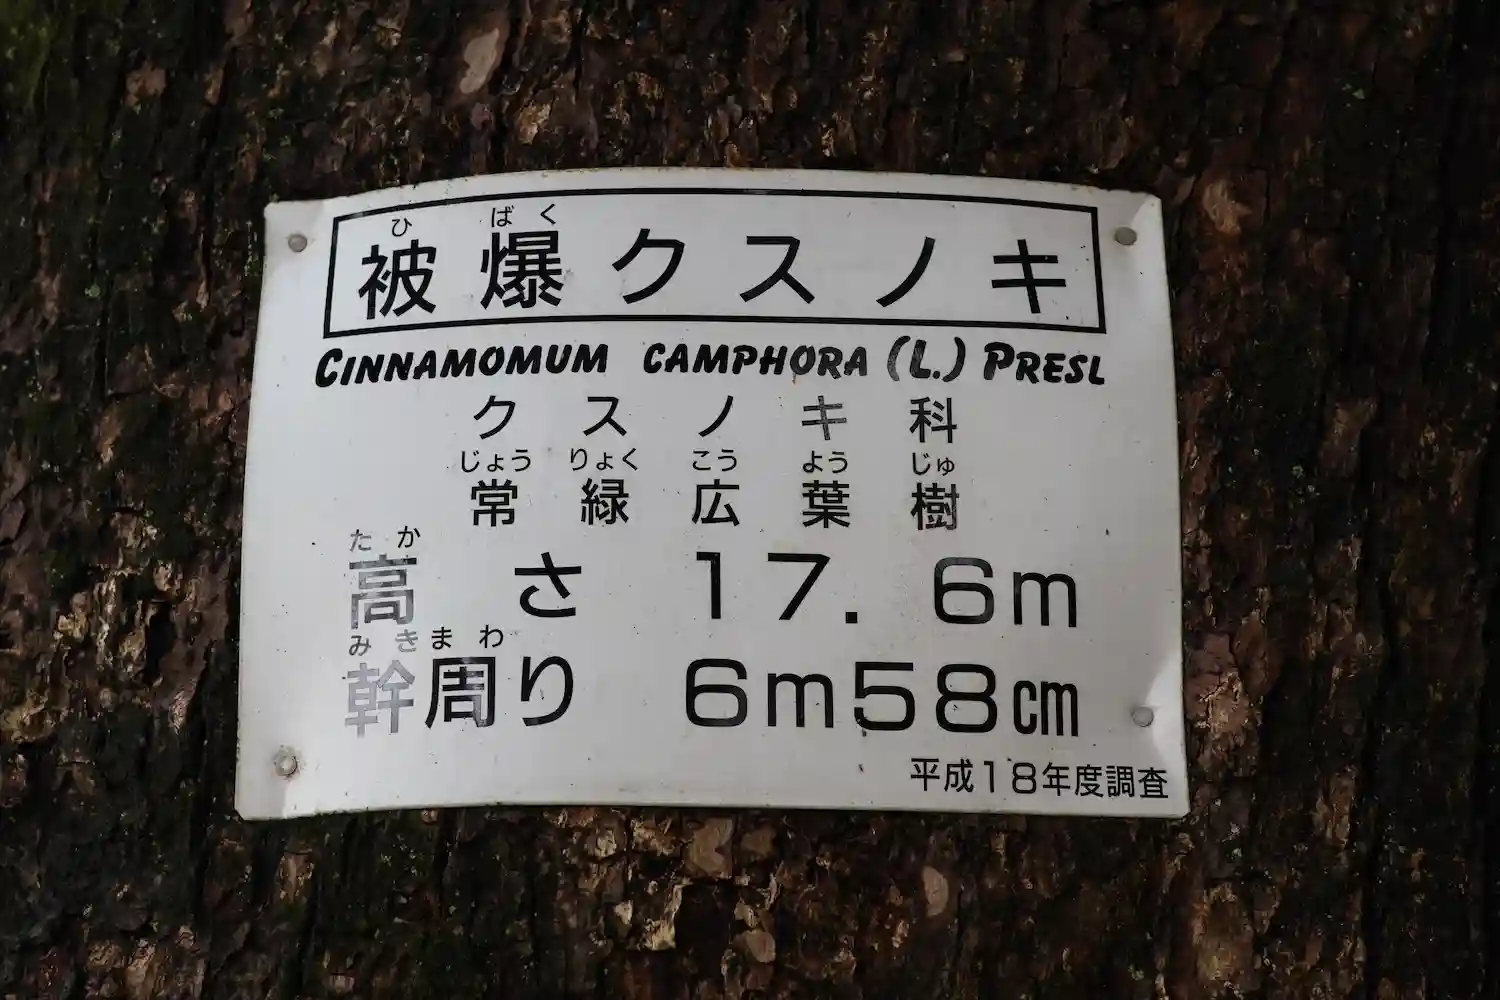 ひ ばく
被爆クスノキ
CINNAMOMUM CAMPHORA (L.) PRESL
クスノキ科
じょう りょく こう よう じゅ
常緑広葉樹
たか
高さ 17.6m
みき まわ
幹周り 6m58cm
平成18年度調査